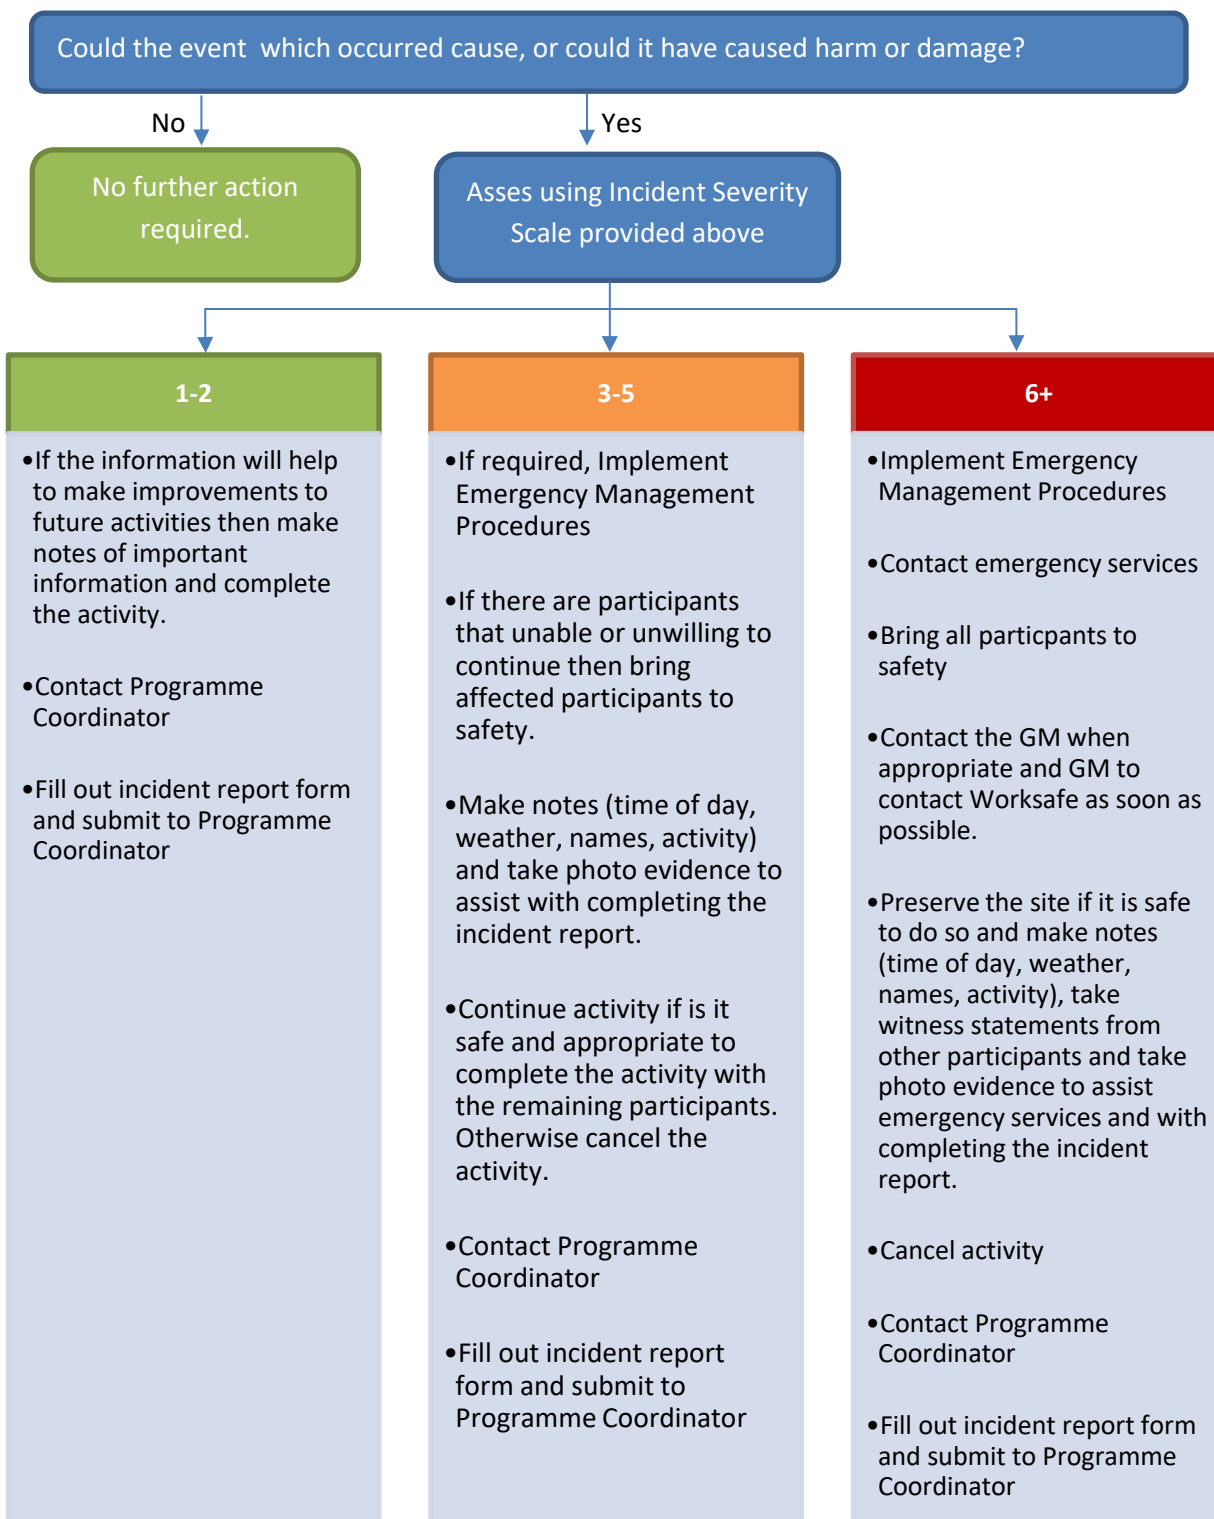 Could the event  which occurred cause, or could it have caused harm or damage?
No
Yes
No further action
required.
Asses using Incident Severity
Scale provided above
1-2
•If the information will help
to make improvements to
future activities then make
notes of important
information and complete
the activity.
•Contact Programme
Coordinator
•Fill out incident report form
and submit to Programme
Coordinator
3-5
•If required, Implement
Emergency Management
Procedures
•If there are participants
that unable or unwilling to
continue then bring
affected participants to
safety.
•Make notes (time of day,
weather, names, activity)
and take photo evidence to
assist with completing the
incident report.
•Continue activity if is it
safe and appropriate to
complete the activity with
the remaining participants.
Otherwise cancel the
activity.
•Contact Programme
Coordinator
•Fill out incident report
form and submit to
Programme Coordinator
6+
•Implement Emergency
Management Procedures
•Contact emergency services
•Bring all particpants to
safety
•Contact the GM when
appropriate and GM to
contact Worksafe as soon as
possible.
•Preserve the site if it is safe
to do so and make notes
(time of day, weather,
names, activity), take
witness statements from
other participants and take
photo evidence to assist
emergency services and with
completing the incident
report.
•Cancel activity
•Contact Programme
Coordinator
•Fill out incident report form
and submit to Programme
Coordinator